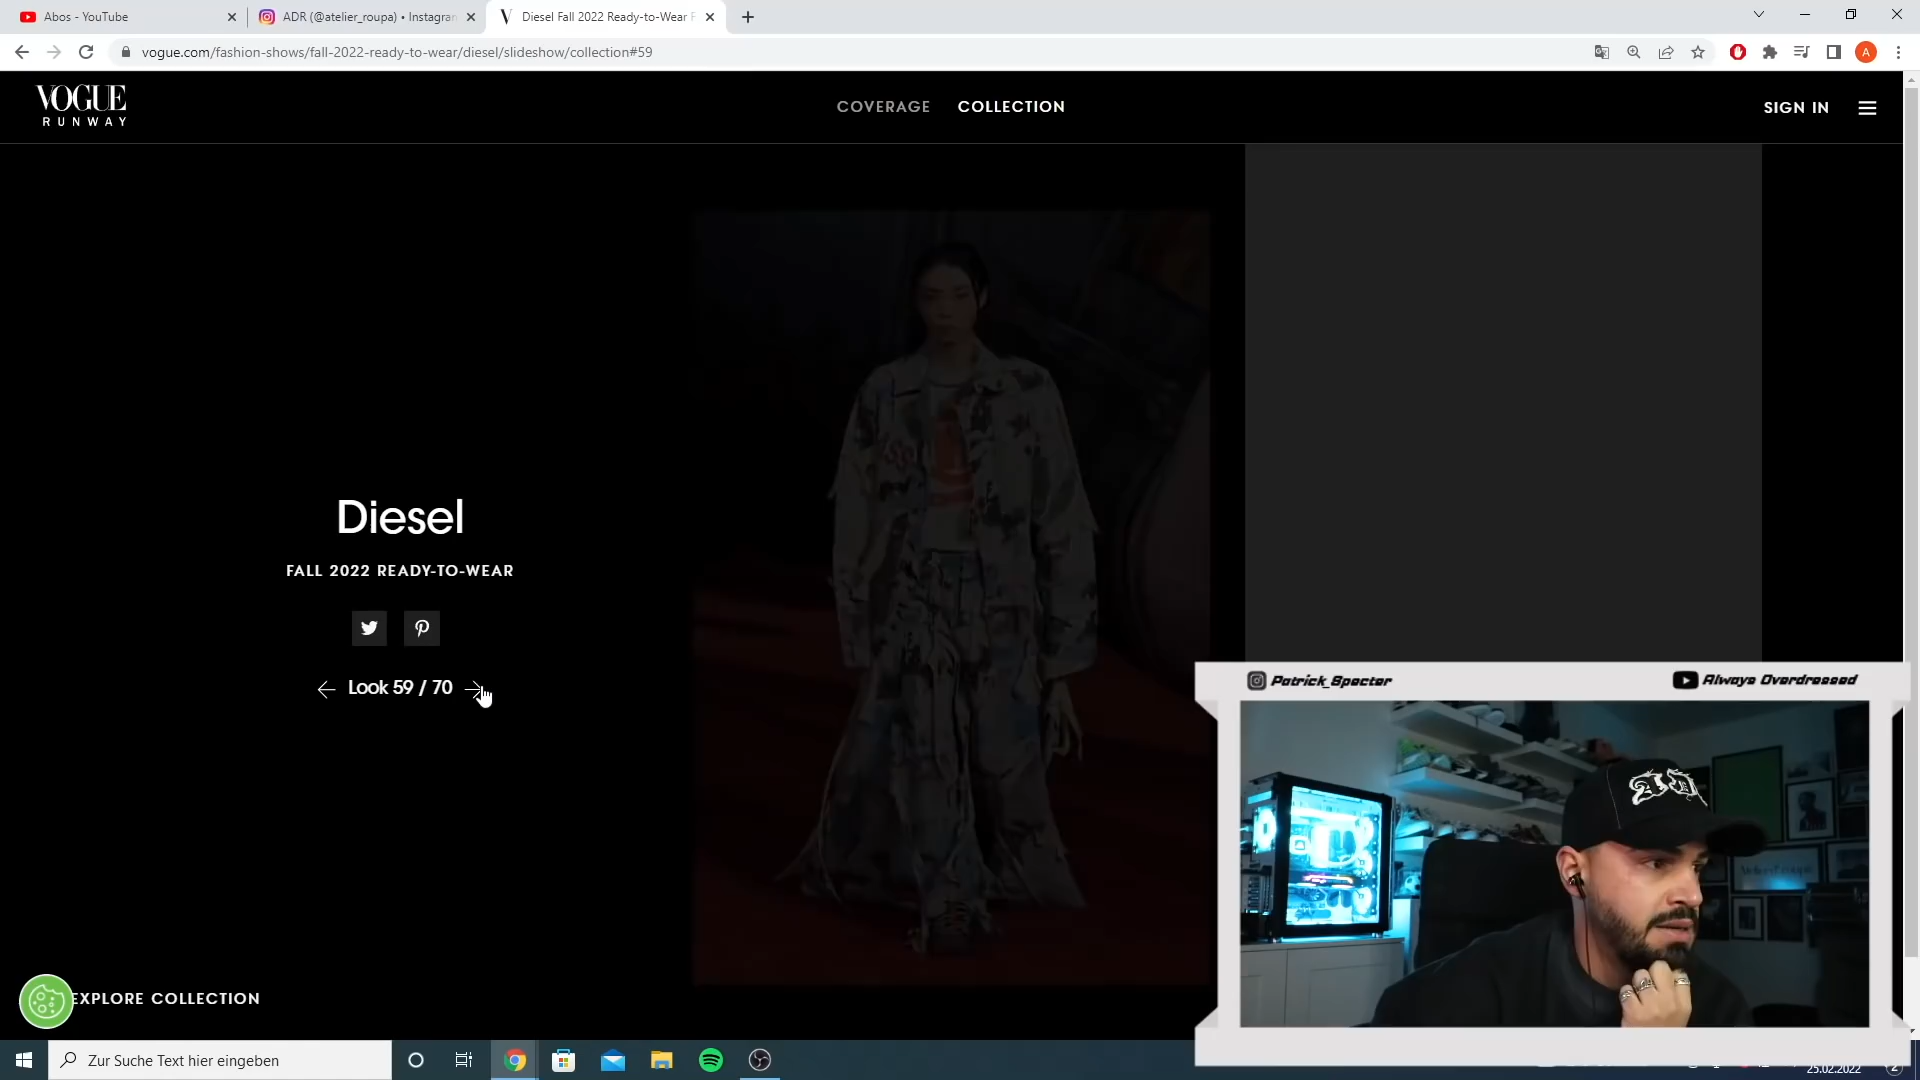 Abos - YouTube
ADR (@atelier_roupa) • Instagram
Diesel Fall 2022 Ready-to-Wear F
vogue.com/fashion-shows/fall-2022-ready-to-wear/diesel/slideshow/collection#59
A
VOGUE
RUNWAY
COVERAGE
COLLECTION
SIGN IN
Diesel
FALL 2022 READY-TO-WEAR
Look 59 / 70
Patrick_Specter
Always Overdressed
EXPLORE COLLECTION
Zur Suche Text hier eingeben
25.02.2022
2